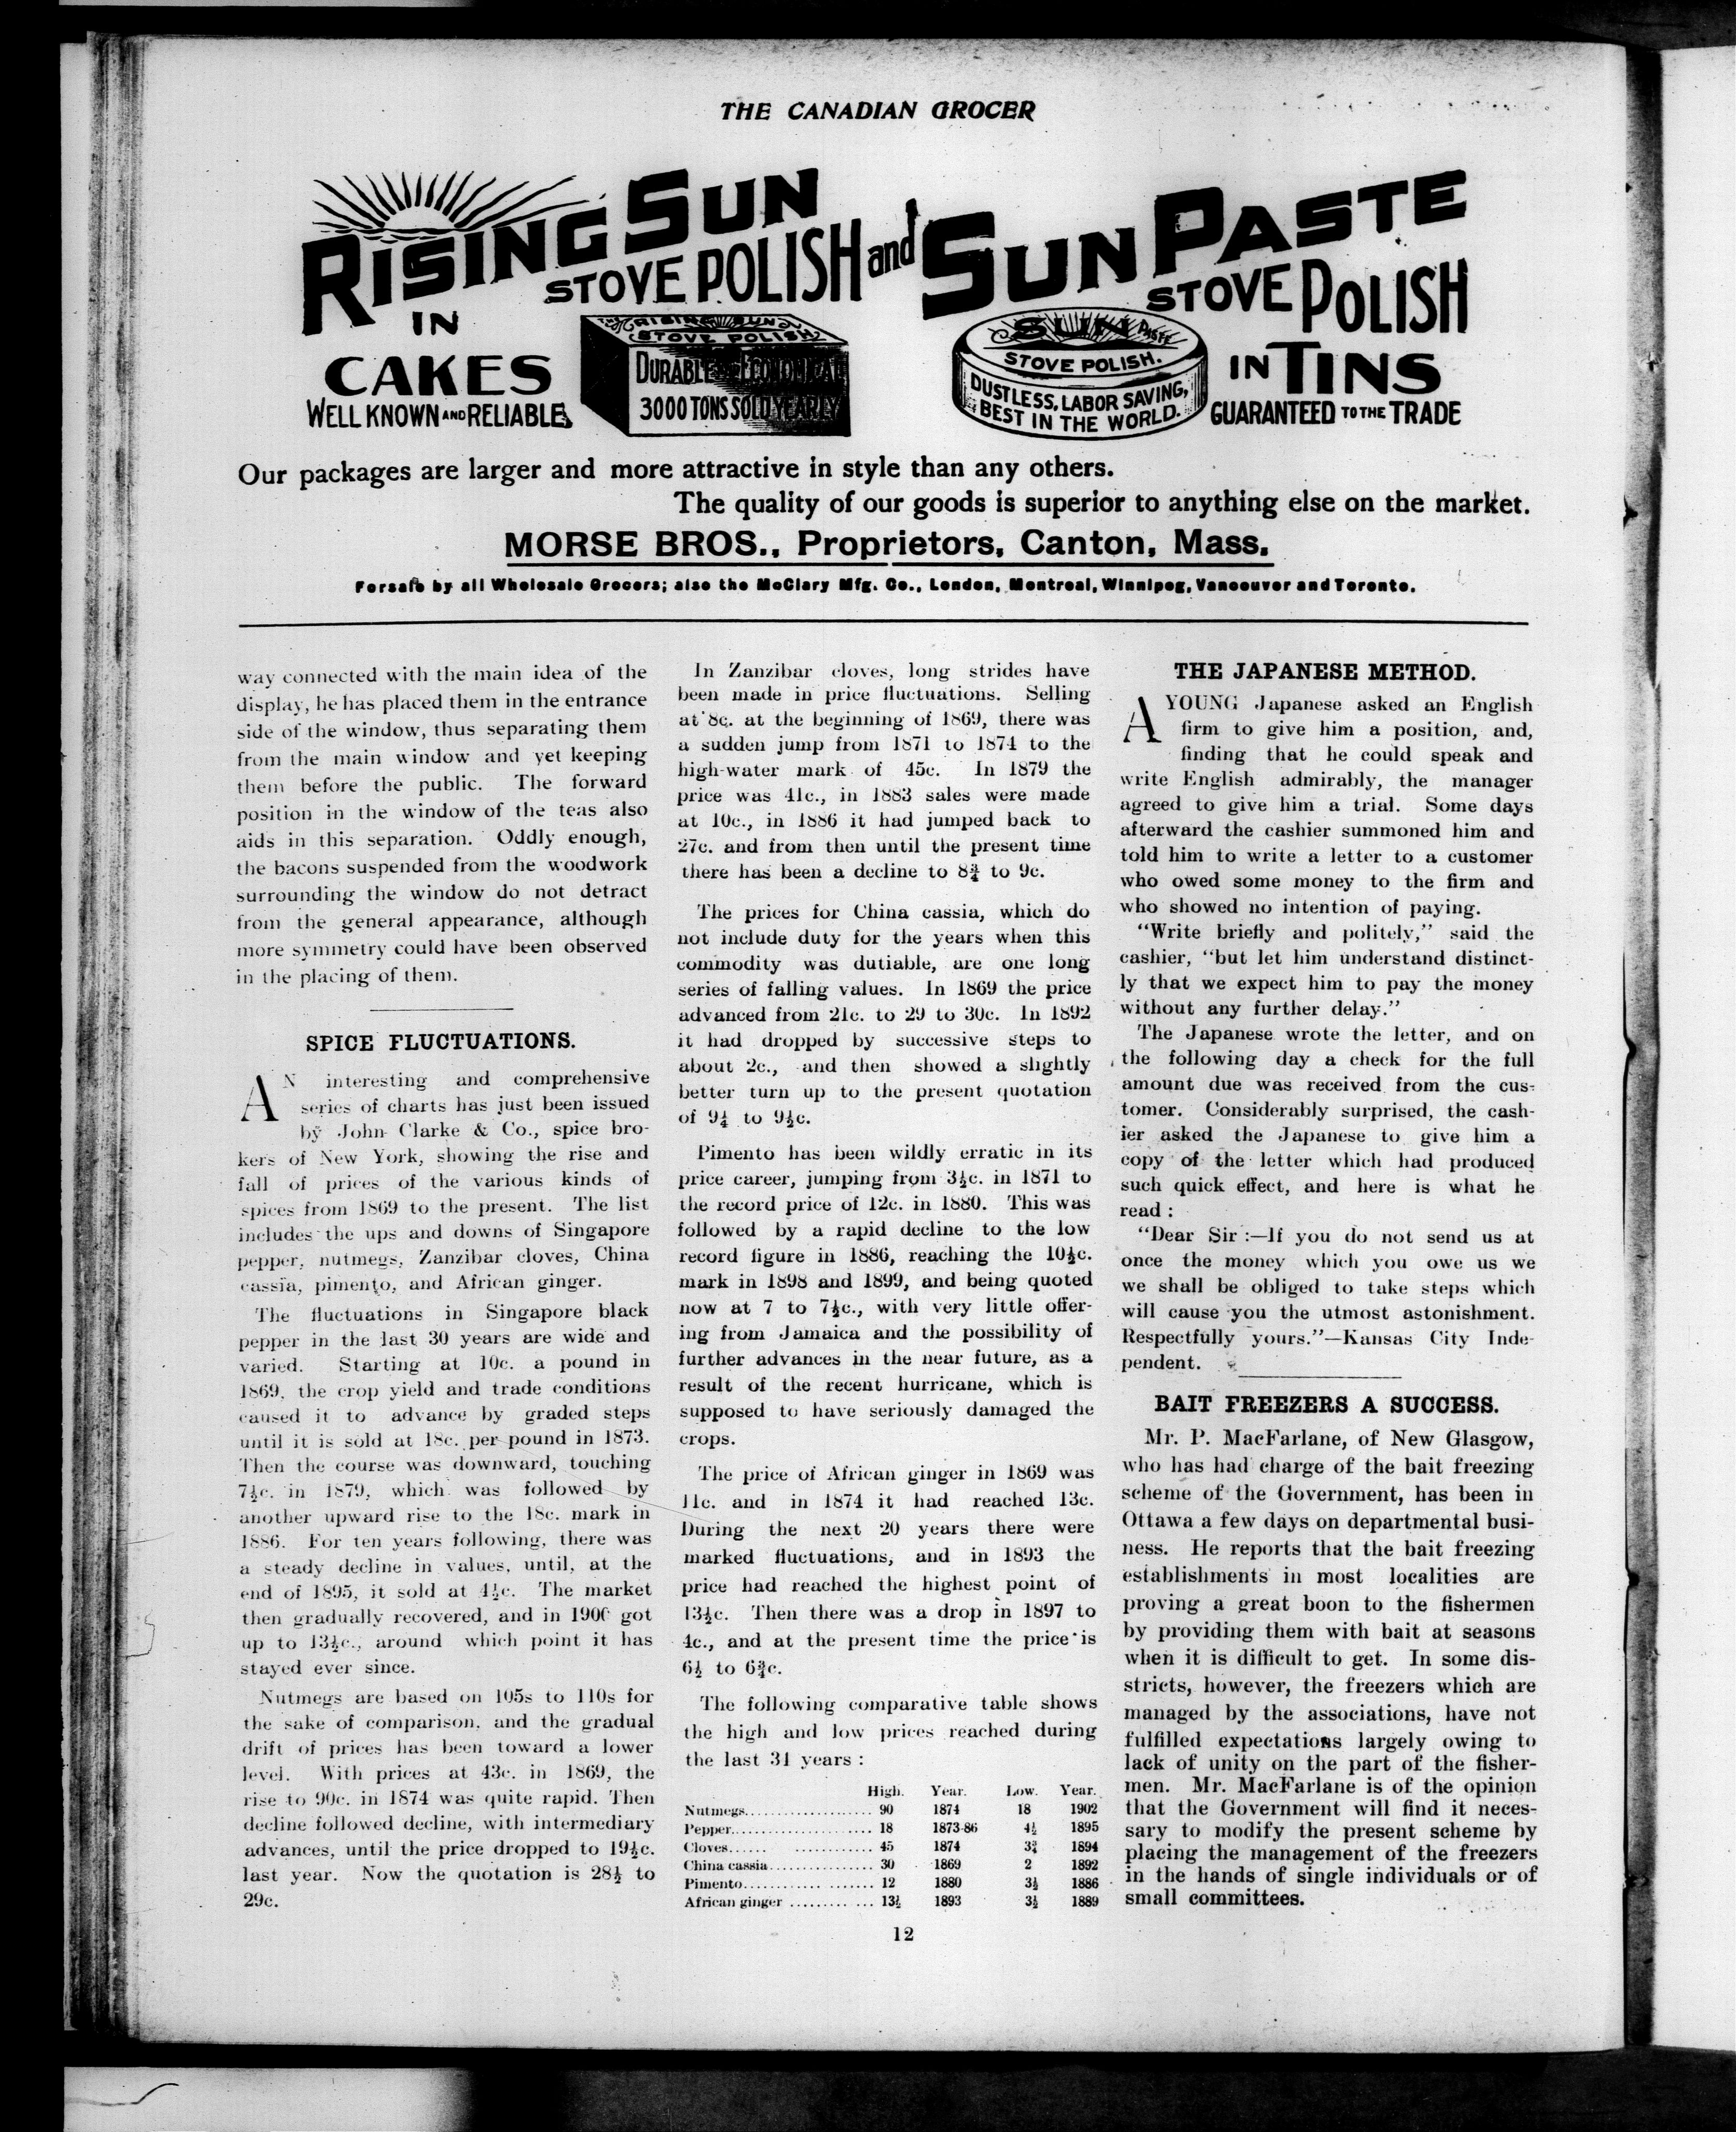 THE CANADIAN GROCER
RISING SUN
STOVE POLISH
and
SUN PASTE
STOVE POLISH
IN
CAKES
WELL KNOWN AND RELIABLE
RISING SUN
STOVE POLISH
DURABLE ECONOMICAL
3000 TONS SOLD YEARLY
SUN PASTE
STOVE POLISH.
DUSTLESS, LABOR SAVING,
BEST IN THE WORLD.
IN TINS
GUARANTEED TO THE TRADE
Our packages are larger and more attractive in style than any others.
The quality of our goods is superior to anything else on the market.
MORSE BROS., Proprietors, Canton, Mass.
For sale by all Wholesale Grocers; also the McClary Mfg. Co., London, Montreal, Winnipeg, Vancouver and Toronto.
way connected with the main idea of the
display, he has placed them in the entrance
side of the window, thus separating them
from the main window and yet keeping
them before the public. The forward
position in the window of the teas also
aids in this separation. Oddly enough,
the bacons suspended from the woodwork
surrounding the window do not detract
from the general appearance, although
more symmetry could have been observed
in the placing of them.
SPICE FLUCTUATIONS.
AN interesting and comprehensive
series of charts has just been issued
by John Clarke & Co., spice bro-
kers of New York, showing the rise and
fall of prices of the various kinds of
spices from 1869 to the present. The list
includes the ups and downs of Singapore
pepper, nutmegs, Zanzibar cloves, China
cassia, pimento, and African ginger.
The fluctuations in Singapore black
pepper in the last 30 years are wide and
varied. Starting at 10c. a pound in
1869, the crop yield and trade conditions
caused it to advance by graded steps
until it is sold at 18c. per pound in 1873.
Then the course was downward, touching
7½c. in 1879, which was followed by
another upward rise to the 18c. mark in
1886. For ten years following, there was
a steady decline in values, until, at the
end of 1895, it sold at 4½c. The market
then gradually recovered, and in 1900 got
up to 13½c., around which point it has
stayed ever since.
Nutmegs are based on 105s to 110s for
the sake of comparison, and the gradual
drift of prices has been toward a lower
level. With prices at 43c. in 1869, the
rise to 90c. in 1874 was quite rapid. Then
decline followed decline, with intermediary
advances, until the price dropped to 19½c.
last year. Now the quotation is 28½ to
29c.
In Zanzibar cloves, long strides have
been made in price fluctuations. Selling
at 8c. at the beginning of 1869, there was
a sudden jump from 1871 to 1874 to the
high-water mark of 45c. In 1879 the
price was 41c., in 1883 sales were made
at 10c., in 1886 it had jumped back to
27c. and from then until the present time
there has been a decline to 8¾ to 9c.
The prices for China cassia, which do
not include duty for the years when this
commodity was dutiable, are one long
series of falling values. In 1869 the price
advanced from 21c. to 29 to 30c. In 1892
it had dropped by successive steps to
about 2c., and then showed a slightly
better turn up to the present quotation
of 9¼ to 9½c.
Pimento has been wildly erratic in its
price career, jumping from 3½c. in 1871 to
the record price of 12c. in 1880. This was
followed by a rapid decline to the low
record figure in 1886, reaching the 10½c.
mark in 1898 and 1899, and being quoted
now at 7 to 7½c., with very little offer-
ing from Jamaica and the possibility of
further advances in the near future, as a
result of the recent hurricane, which is
supposed to have seriously damaged the
crops.
The price of African ginger in 1869 was
11c. and in 1874 it had reached 13c.
During the next 20 years there were
marked fluctuations, and in 1893 the
price had reached the highest point of
13½c. Then there was a drop in 1897 to
4c., and at the present time the price is
6½ to 6¾c.
The following comparative table shows
the high and low prices reached during
the last 34 years :
High. Year. Low. Year.
Nutmegs..................... 90 1874 18 1902
Pepper....................... 18 1873-86 4½ 1895
Cloves...... ............ 45 1874 3¾ 1894
China cassia................ 30 1869 2 1892
Pimento............ ....... 12 1880 3½ 1886
African ginger ......... ... 13½ 1893 3½ 1889
THE JAPANESE METHOD.
A YOUNG Japanese asked an English
firm to give him a position, and,
finding that he could speak and
write English admirably, the manager
agreed to give him a trial. Some days
afterward the cashier summoned him and
told him to write a letter to a customer
who owed some money to the firm and
who showed no intention of paying.
"Write briefly and politely," said the
cashier, "but let him understand distinct-
ly that we expect him to pay the money
without any further delay."
The Japanese wrote the letter, and on
the following day a check for the full
amount due was received from the cus-
tomer. Considerably surprised, the cash-
ier asked the Japanese to give him a
copy of the letter which had produced
such quick effect, and here is what he
read :
"Dear Sir :—If you do not send us at
once the money which you owe us we
we shall be obliged to take steps which
will cause you the utmost astonishment.
Respectfully yours."—Kansas City Inde-
pendent.
BAIT FREEZERS A SUCCESS.
Mr. P. MacFarlane, of New Glasgow,
who has had charge of the bait freezing
scheme of the Government, has been in
Ottawa a few days on departmental busi-
ness. He reports that the bait freezing
establishments in most localities are
proving a great boon to the fishermen
by providing them with bait at seasons
when it is difficult to get. In some dis-
stricts, however, the freezers which are
managed by the associations, have not
fulfilled expectations largely owing to
lack of unity on the part of the fisher-
men. Mr. MacFarlane is of the opinion
that the Government will find it neces-
sary to modify the present scheme by
placing the management of the freezers
in the hands of single individuals or of
small committees.
12